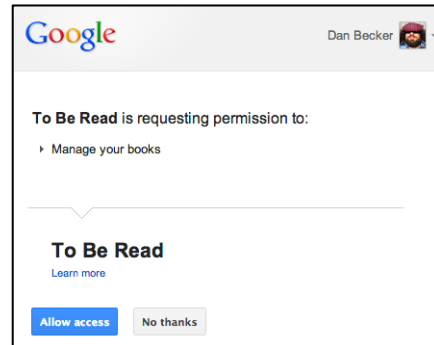 Google
Dan Becker
To Be Read is requesting permission to:
Manage your books
To Be Read
Learn more
Allow access
No thanks